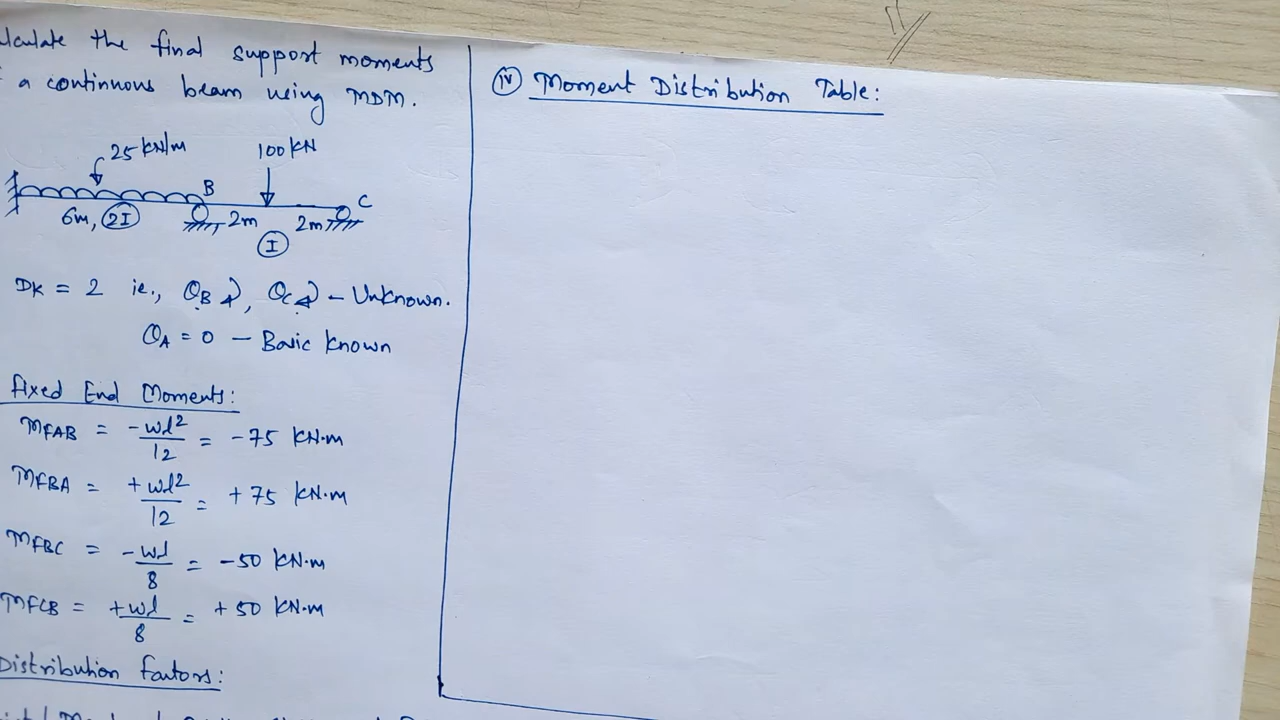 lculate the final support moments
a continuous beam using MDM.
25 kN/m
100 kN
B
C
6m, 2I
2m
2m
I
DK = 2 ie., θB, θC - Unknown.
θA = 0 - Basic known
Fixed End Moments:
MFAB = -wl²/12 = -75 kN.m
MFBA = +wl²/12 = +75 kN.m
MFBC = -wl/8 = -50 kN.m
MFCB = +wl/8 = +50 kN.m
Distribution Factors:
iv Moment Distribution Table: